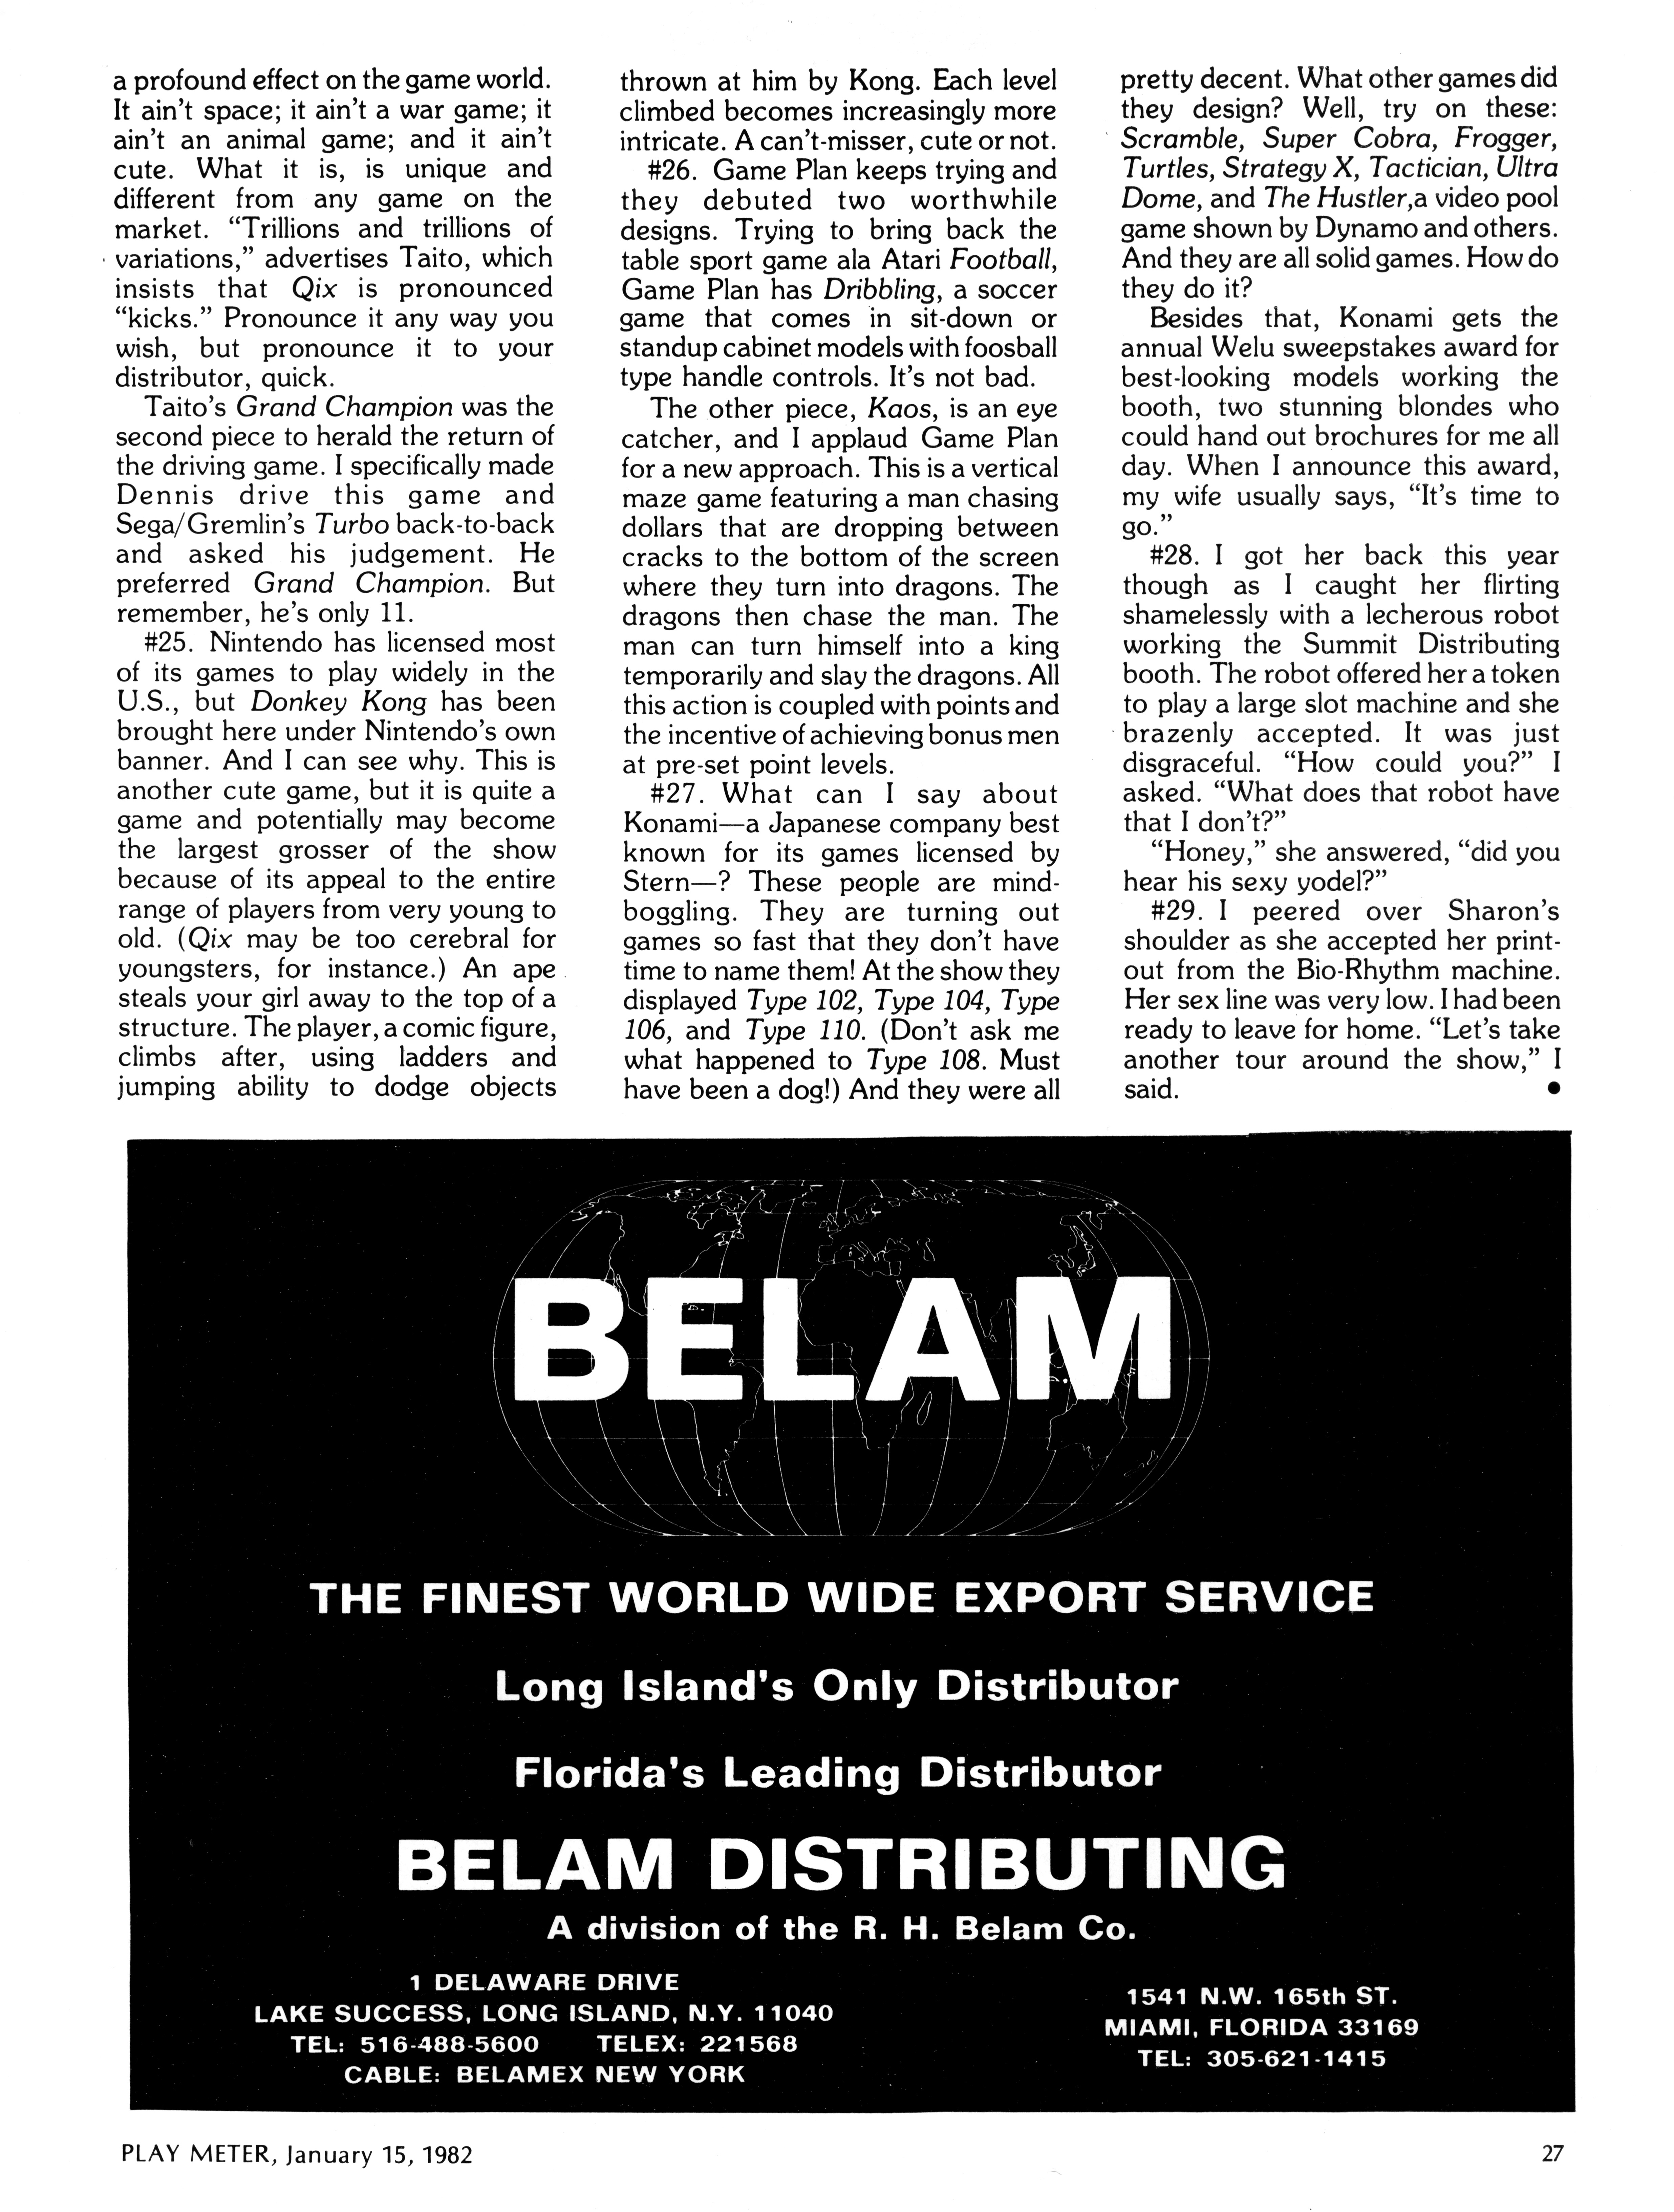 a profound effect on the game world.
It ain't space; it ain't a war game; it
ain't an animal game; and it ain't
cute. What it is, is unique and
different from any game on the
market. “Trillions and trillions of
variations,” advertises Taito, which
insists that Qix is pronounced
“kicks.” Pronounce it any way you
wish, but pronounce it to your
distributor, quick.
Taito's Grand Champion was the
second piece to herald the return of
the driving game. I specifically made
Dennis drive this game and
Sega/Gremlin's Turbo back-to-back
and asked his judgement. He
preferred Grand Champion. But
remember, he's only 11.
#25. Nintendo has licensed most
of its games to play widely in the
U.S., but Donkey Kong has been
brought here under Nintendo's own
banner. And I can see why. This is
another cute game, but it is quite a
game and potentially may become
the largest grosser of the show
because of its appeal to the entire
range of players from very young to
old. (Qix may be too cerebral for
youngsters, for instance.) An ape
steals your girl away to the top of a
structure. The player, a comic figure,
climbs after, using ladders and
jumping ability to dodge objects
thrown at him by Kong. Each level
climbed becomes increasingly more
intricate. A can't-misser, cute or not.
#26. Game Plan keeps trying and
they debuted two worthwhile
designs. Trying to bring back the
table sport game ala Atari Football,
Game Plan has Dribbling, a soccer
game that comes in sit-down or
standup cabinet models with foosball
type handle controls. It's not bad.
The other piece, Kaos, is an eye
catcher, and I applaud Game Plan
for a new approach. This is a vertical
maze game featuring a man chasing
dollars that are dropping between
cracks to the bottom of the screen
where they turn into dragons. The
dragons then chase the man. The
man can turn himself into a king
temporarily and slay the dragons. All
this action is coupled with points and
the incentive of achieving bonus men
at pre-set point levels.
#27. What can I say about
Konami—a Japanese company best
known for its games licensed by
Stern—? These people are mind-
boggling. They are turning out
games so fast that they don't have
time to name them! At the show they
displayed Type 102, Type 104, Type
106, and Type 110. (Don't ask me
what happened to Type 108. Must
have been a dog!) And they were all
pretty decent. What other games did
they design? Well, try on these:
Scramble, Super Cobra, Frogger,
Turtles, Strategy X, Tactician, Ultra
Dome, and The Hustler,a video pool
game shown by Dynamo and others.
And they are all solid games. How do
they do it?
Besides that, Konami gets the
annual Welu sweepstakes award for
best-looking models working the
booth, two stunning blondes who
could hand out brochures for me all
day. When I announce this award,
my wife usually says, “It's time to
go.”
#28. I got her back this year
though as I caught her flirting
shamelessly with a lecherous robot
working the Summit Distributing
booth. The robot offered her a token
to play a large slot machine and she
brazenly accepted. It was just
disgraceful. “How could you?” I
asked. “What does that robot have
that I don't?”
“Honey,” she answered, “did you
hear his sexy yodel?”
#29. I peered over Sharon's
shoulder as she accepted her print-
out from the Bio-Rhythm machine.
Her sex line was very low. I had been
ready to leave for home. “Let's take
another tour around the show,” I
said. ●
BELAM
THE FINEST WORLD WIDE EXPORT SERVICE
Long Island's Only Distributor
Florida's Leading Distributor
BELAM DISTRIBUTING
A division of the R. H. Belam Co.
1 DELAWARE DRIVE
LAKE SUCCESS, LONG ISLAND, N.Y. 11040
TEL: 516-488-5600 TELEX: 221568
CABLE: BELAMEX NEW YORK
1541 N.W. 165th ST.
MIAMI, FLORIDA 33169
TEL: 305-621-1415
PLAY METER, January 15, 1982
27